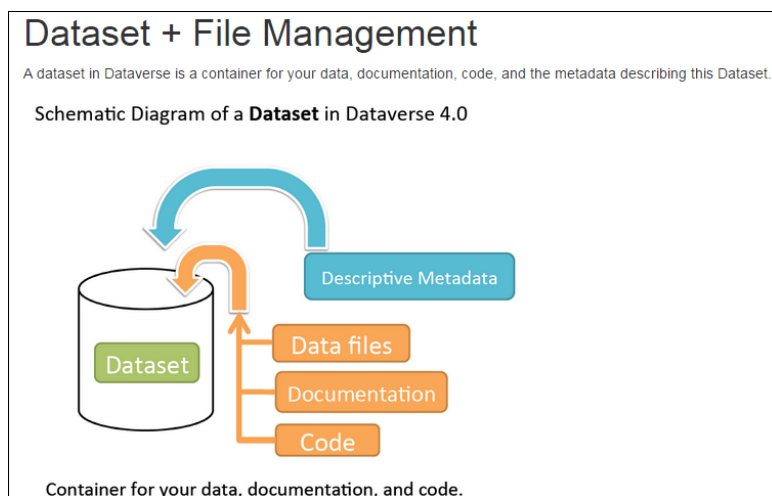 Dataset + File Management
A dataset in Dataverse is a container for your data, documentation, code, and the metadata describing this Dataset.
Schematic Diagram of a Dataset in Dataverse 4.0
Descriptive Metadata
Data files
Dataset
Documentation
Code
Container for your data, documentation, and code.